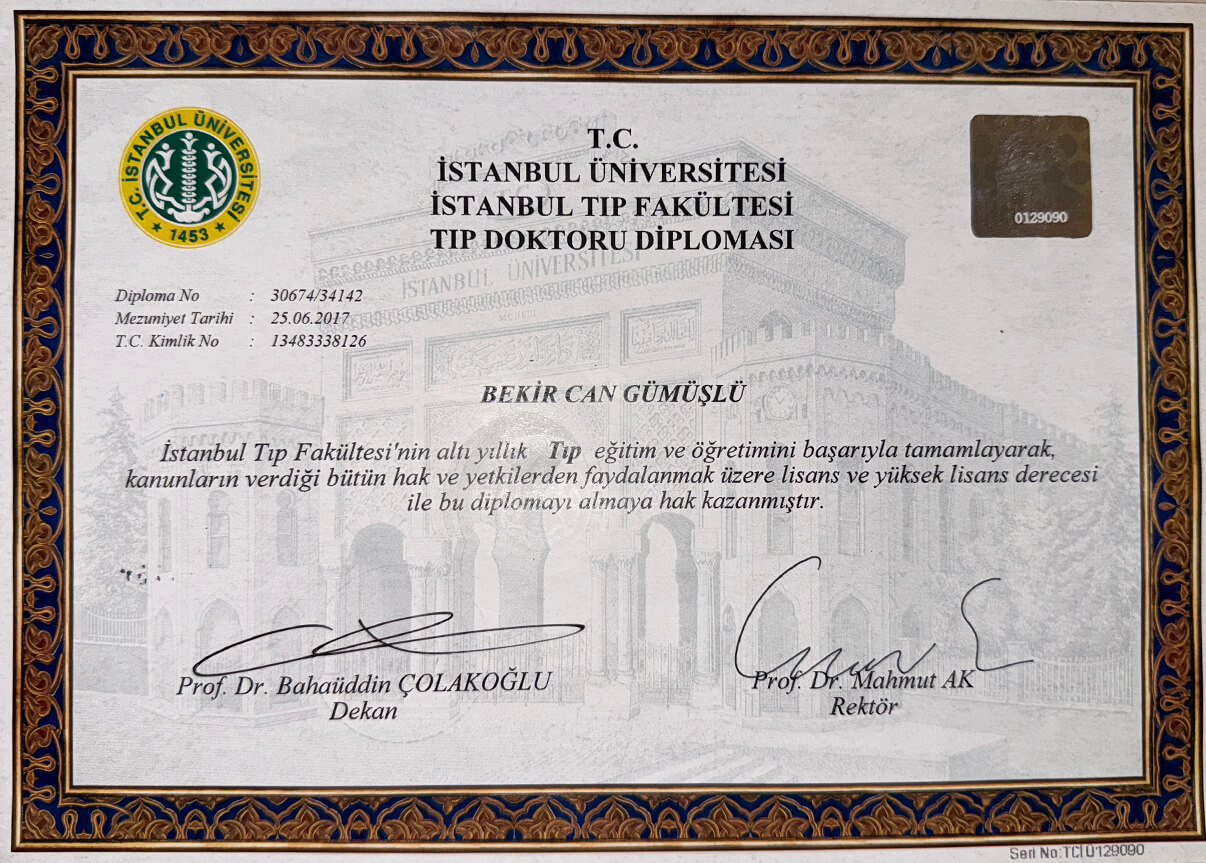 T.C. İSTANBUL ÜNİVERSİTESİ
1453
T.C.
İSTANBUL ÜNİVERSİTESİ
İSTANBUL TIP FAKÜLTESİ
TIP DOKTORU DİPLOMASI
0129090
İSTANBUL ÜNİVERSİTESİ
Diploma No : 30674/34142
Mezuniyet Tarihi : 25.06.2017
T.C. Kimlik No : 13483338126
BEKİR CAN GÜMÜŞLÜ
İstanbul Tıp Fakültesi'nin altı yıllık Tıp eğitim ve öğretimini başarıyla tamamlayarak,
kanunların verdiği bütün hak ve yetkilerden faydalanmak üzere lisans ve yüksek lisans derecesi
ile bu diplomayı almaya hak kazanmıştır.
Prof. Dr. Bahaüddin ÇOLAKOĞLU
Dekan
Prof. Dr. Mahmut AK
Rektör
Seri No:TCİÜ129090